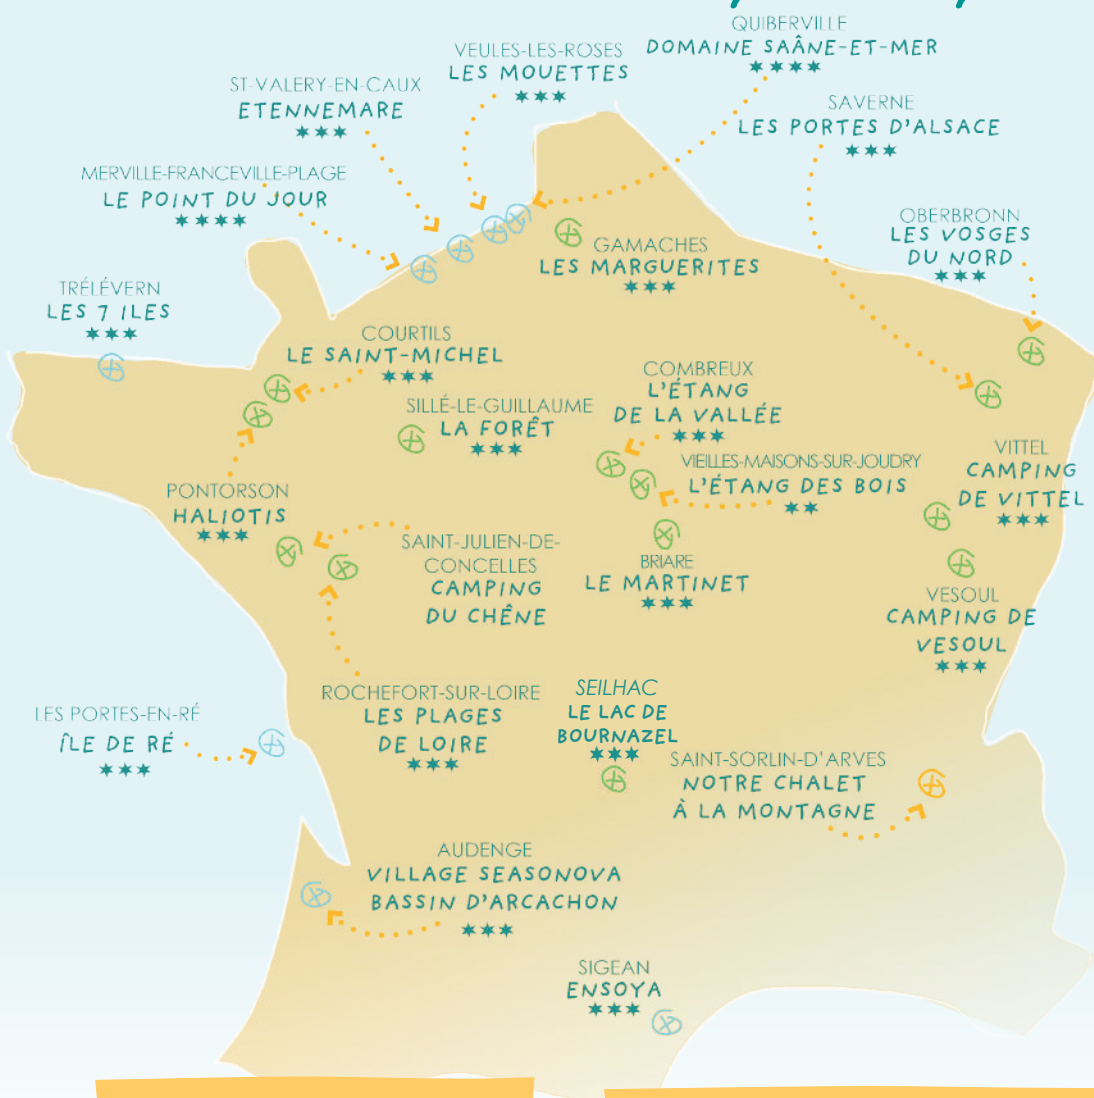 QUIBERVILLE
DOMAINE SAÂNE-ET-MER
VEULES-LES-ROSES
LES MOUETTES
ST-VALERY-EN-CAUX
ETENNEMARE
SAVERNE
LES PORTES D'ALSACE
MERVILLE-FRANCEVILLE-PLAGE
LE POINT DU JOUR
OBERBRONN
LES VOSGES
DU NORD
GAMACHES
LES MARGUERITES
TRÉLÉVERN
LES 7 ILES
COURTILS
LE SAINT-MICHEL
COMBREUX
L'ÉTANG
DE LA VALLÉE
SILLÉ-LE-GUILLAUME
LA FORÊT
VIEILLES-MAISONS-SUR-JOUDRY
L'ÉTANG DES BOIS
VITTEL
CAMPING
DE VITTEL
PONTORSON
HALIOTIS
SAINT-JULIEN-DE-
CONCELLES
CAMPING
DU CHÊNE
BRIARE
LE MARTINET
VESOUL
CAMPING DE
VESOUL
ROCHEFORT-SUR-LOIRE
LES PLAGES
DE LOIRE
SEILHAC
LE LAC DE
BOURNAZEL
LES PORTES-EN-RÉ
ÎLE DE RÉ
SAINT-SORLIN-D'ARVES
NOTRE CHALET
À LA MONTAGNE
AUDENGE
VILLAGE SEASONOVA
BASSIN D'ARCACHON
SIGEAN
ENSOYA